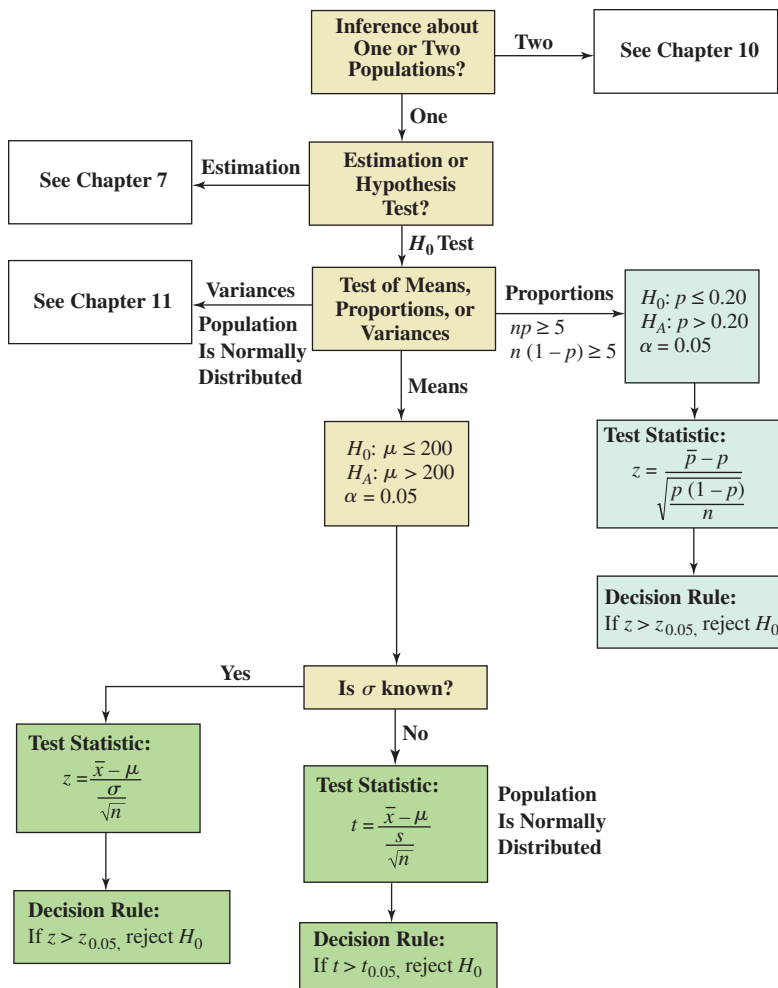 Inference about
One or Two
Populations?
Two
See Chapter 10
One
See Chapter 7
Estimation
Estimation or
Hypothesis
Test?
H₀ Test
See Chapter 11
Variances
Population
Is Normally
Distributed
Test of Means,
Proportions, or
Variances
Proportions
np ≥ 5
n (1 – p) ≥ 5
H₀: p ≤ 0.20
H_A: p > 0.20
α = 0.05
Means
H₀: μ ≤ 200
H_A: μ > 200
α = 0.05
Test Statistic:
z = (p̅ – p) / √(p (1 – p) / n)
Decision Rule:
If z > z₀.₀₅, reject H₀
Yes
Is σ known?
No
Test Statistic:
z = (x̅ – μ) / (σ / √n)
Decision Rule:
If z > z₀.₀₅, reject H₀
Test Statistic:
t = (x̅ – μ) / (s / √n)
Population
Is Normally
Distributed
Decision Rule:
If t > t₀.₀₅, reject H₀